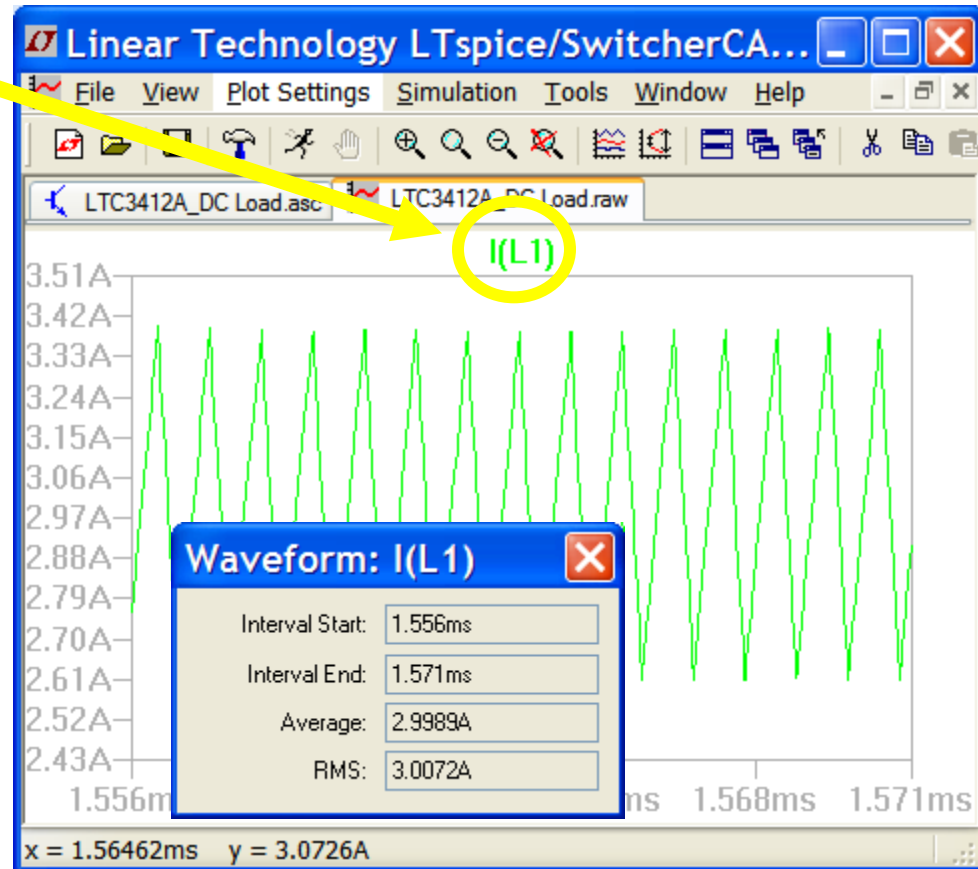 Linear Technology LTspice/SwitcherCA...
File View Plot Settings Simulation Tools Window Help
LTC3412A_DC Load.asc LTC3412A_DC Load.raw
I(L1)
3.51A
3.42A
3.33A
3.24A
3.15A
3.06A
2.97A
2.88A
2.79A
2.70A
2.61A
2.52A
2.43A
Waveform: I(L1)
Interval Start: 1.556ms
Interval End: 1.571ms
Average: 2.9989A
RMS: 3.0072A
1.556m ms 1.568ms 1.571ms
x = 1.56462ms y = 3.0726A